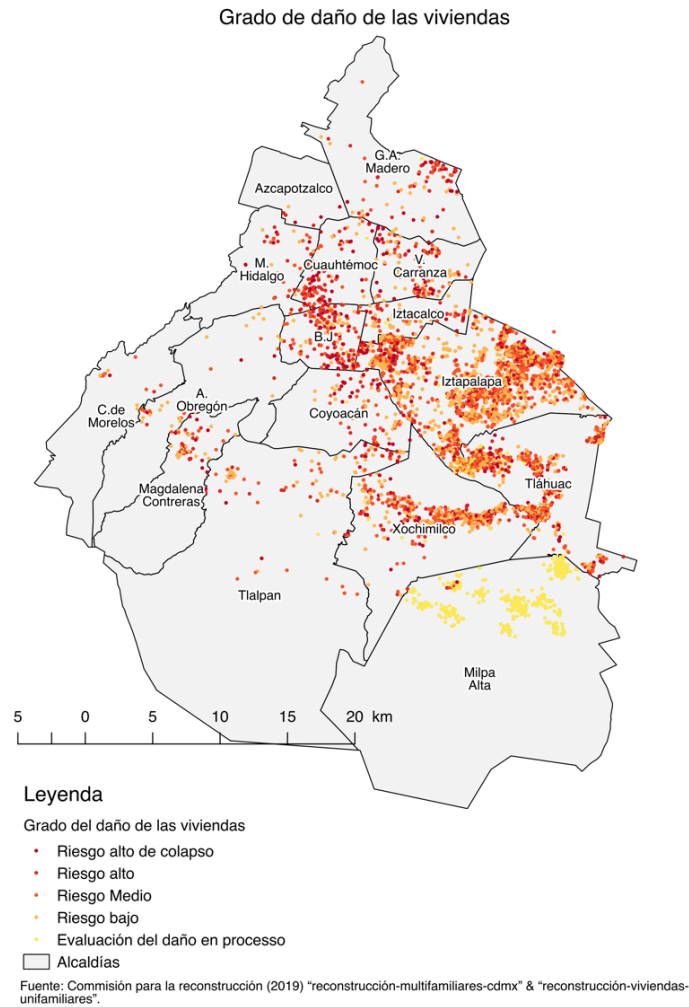 Grado de daño de las viviendas
G.A.
Madero
Azcapotzalco
M.
Hidalgo
Cuauhtémoc
V.
Carranza
Iztacalco
B.J
Iztapalapa
A.
Obregón
C.de
Morelos
Coyoacán
Magdalena
Contreras
Tláhuac
Xochimilco
Tlalpan
Milpa
Alta
5 0 5 10 15 20 km
Leyenda
Grado del daño de las viviendas
Riesgo alto de colapso
Riesgo alto
Riesgo Medio
Riesgo bajo
Evaluación del daño en processo
Alcaldías
Fuente: Commisión para la reconstrucción (2019) “reconstrucción-multifamiliares-cdmx” & “reconstrucción-viviendas-
unifamiliares”.